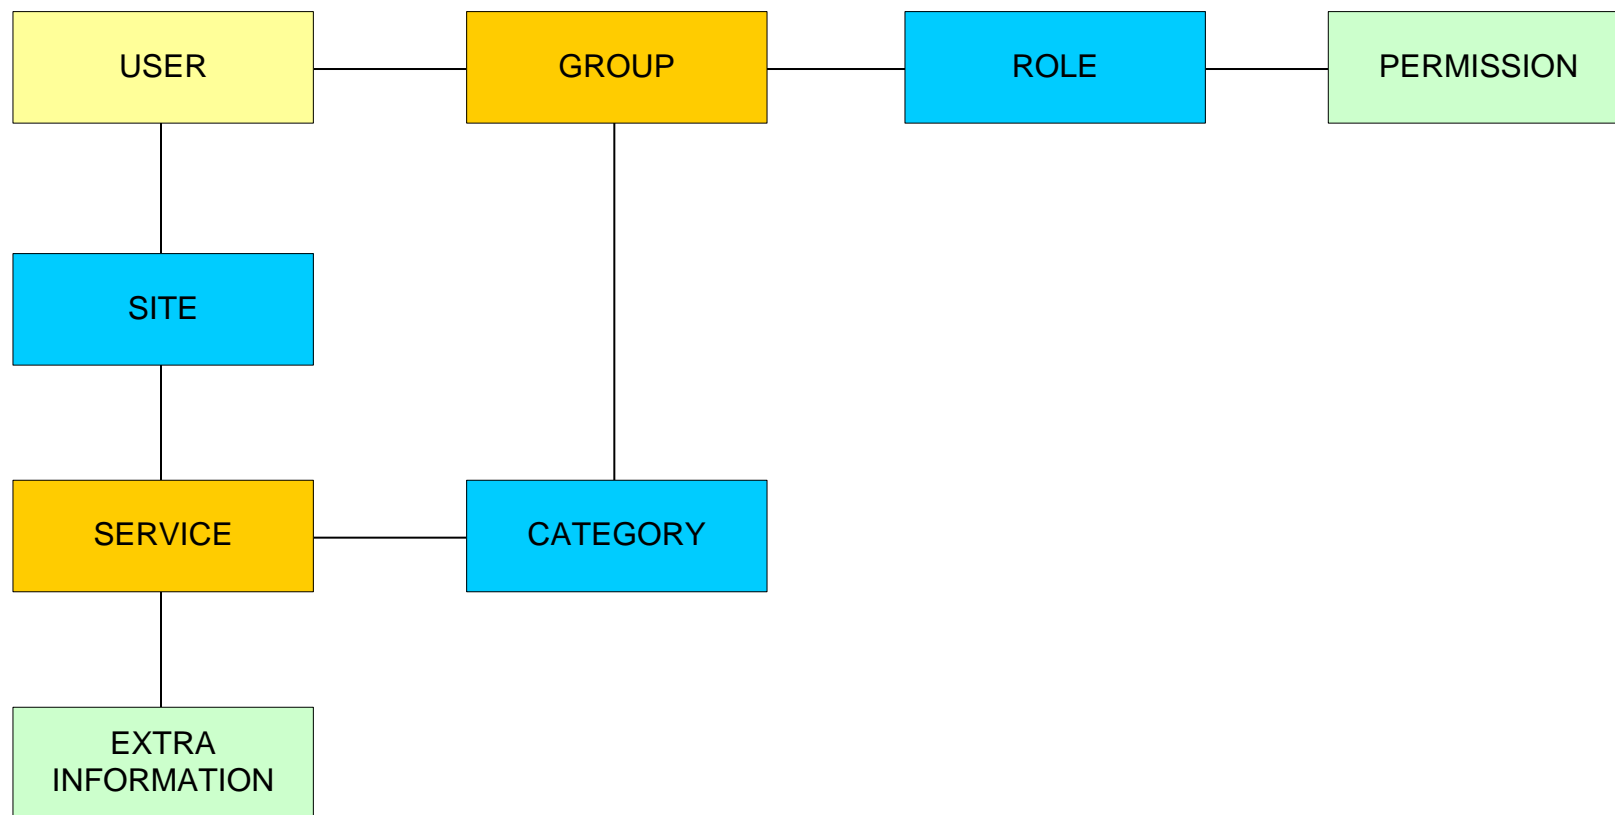 USER
GROUP
ROLE
PERMISSION
SITE
SERVICE
CATEGORY
EXTRA
INFORMATION